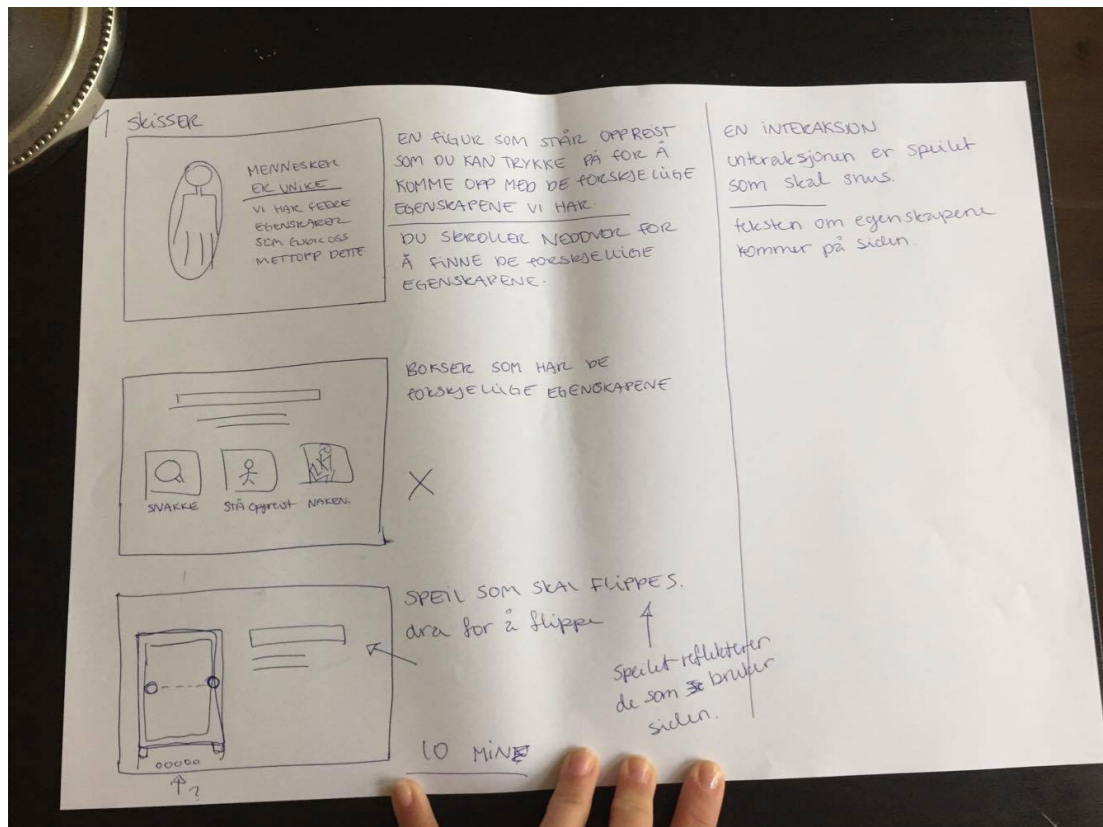 skisser
MENNESKER
ER UNIKE
VI HAR FLERE
EGENSKAPER
SOM GJØR OSS
DETTE
EN FIGUR SOM STÅR OPPREIST
SOM DU KAN TRYKKE PÅ FOR Å
KOMME OPP MED DE FORSKJELLIGE
EGENSKAPENE VI HAR.
DU SKROLLER NEDOVER FOR
Å FINNE DE FORSKJELLIGE
EGENSKAPENE.
BOKSER SOM HAR DE
FORSKJELLIGE EGENSKAPENE
SNAKKE
STÅ oppreist
NAKEN.
SPEIL SOM SKAL FLIPPES.
dra for å flippe
Speilet reflekterer
de som bruker
siden.
10 MIN
?
EN INTERAKSJON
interaksjonen er speilet
som skal snus.
teksten om egenskapene
kommer på siden.